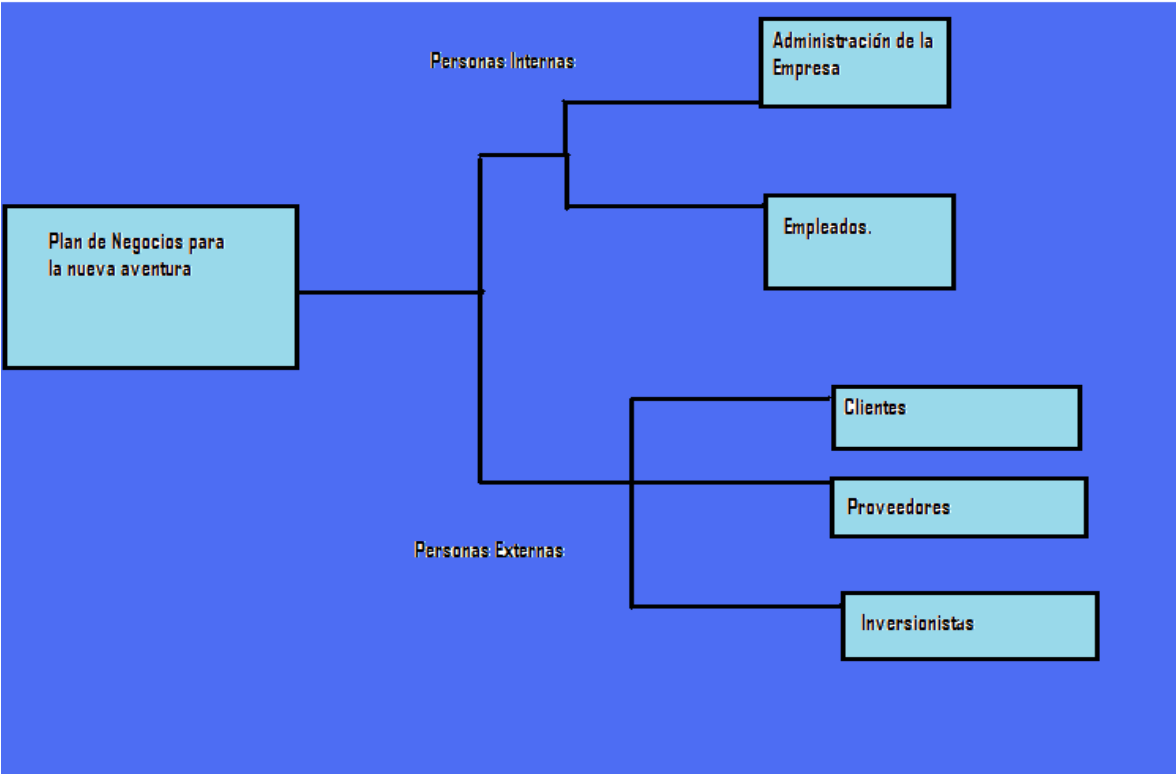 Personas Internas
Administración de la
Empresa
Plan de Negocios para
la nueva aventura
Empleados.
Clientes
Proveedores
Personas Externas
Inversionistas